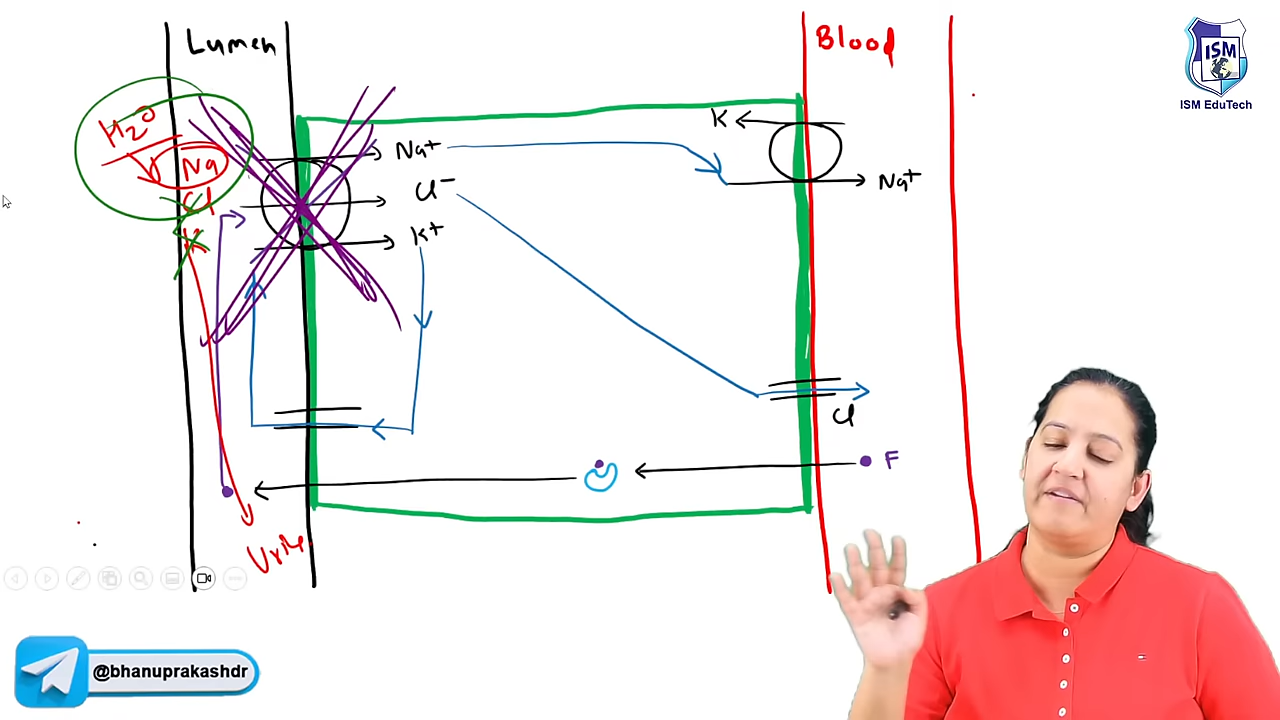 Lumen
Blood
ISM
ISM EduTech
H2O
Na
Cl
K
Na+
Cl-
K+
K
Na+
Cl
F
Urine
@bhanuprakashdr